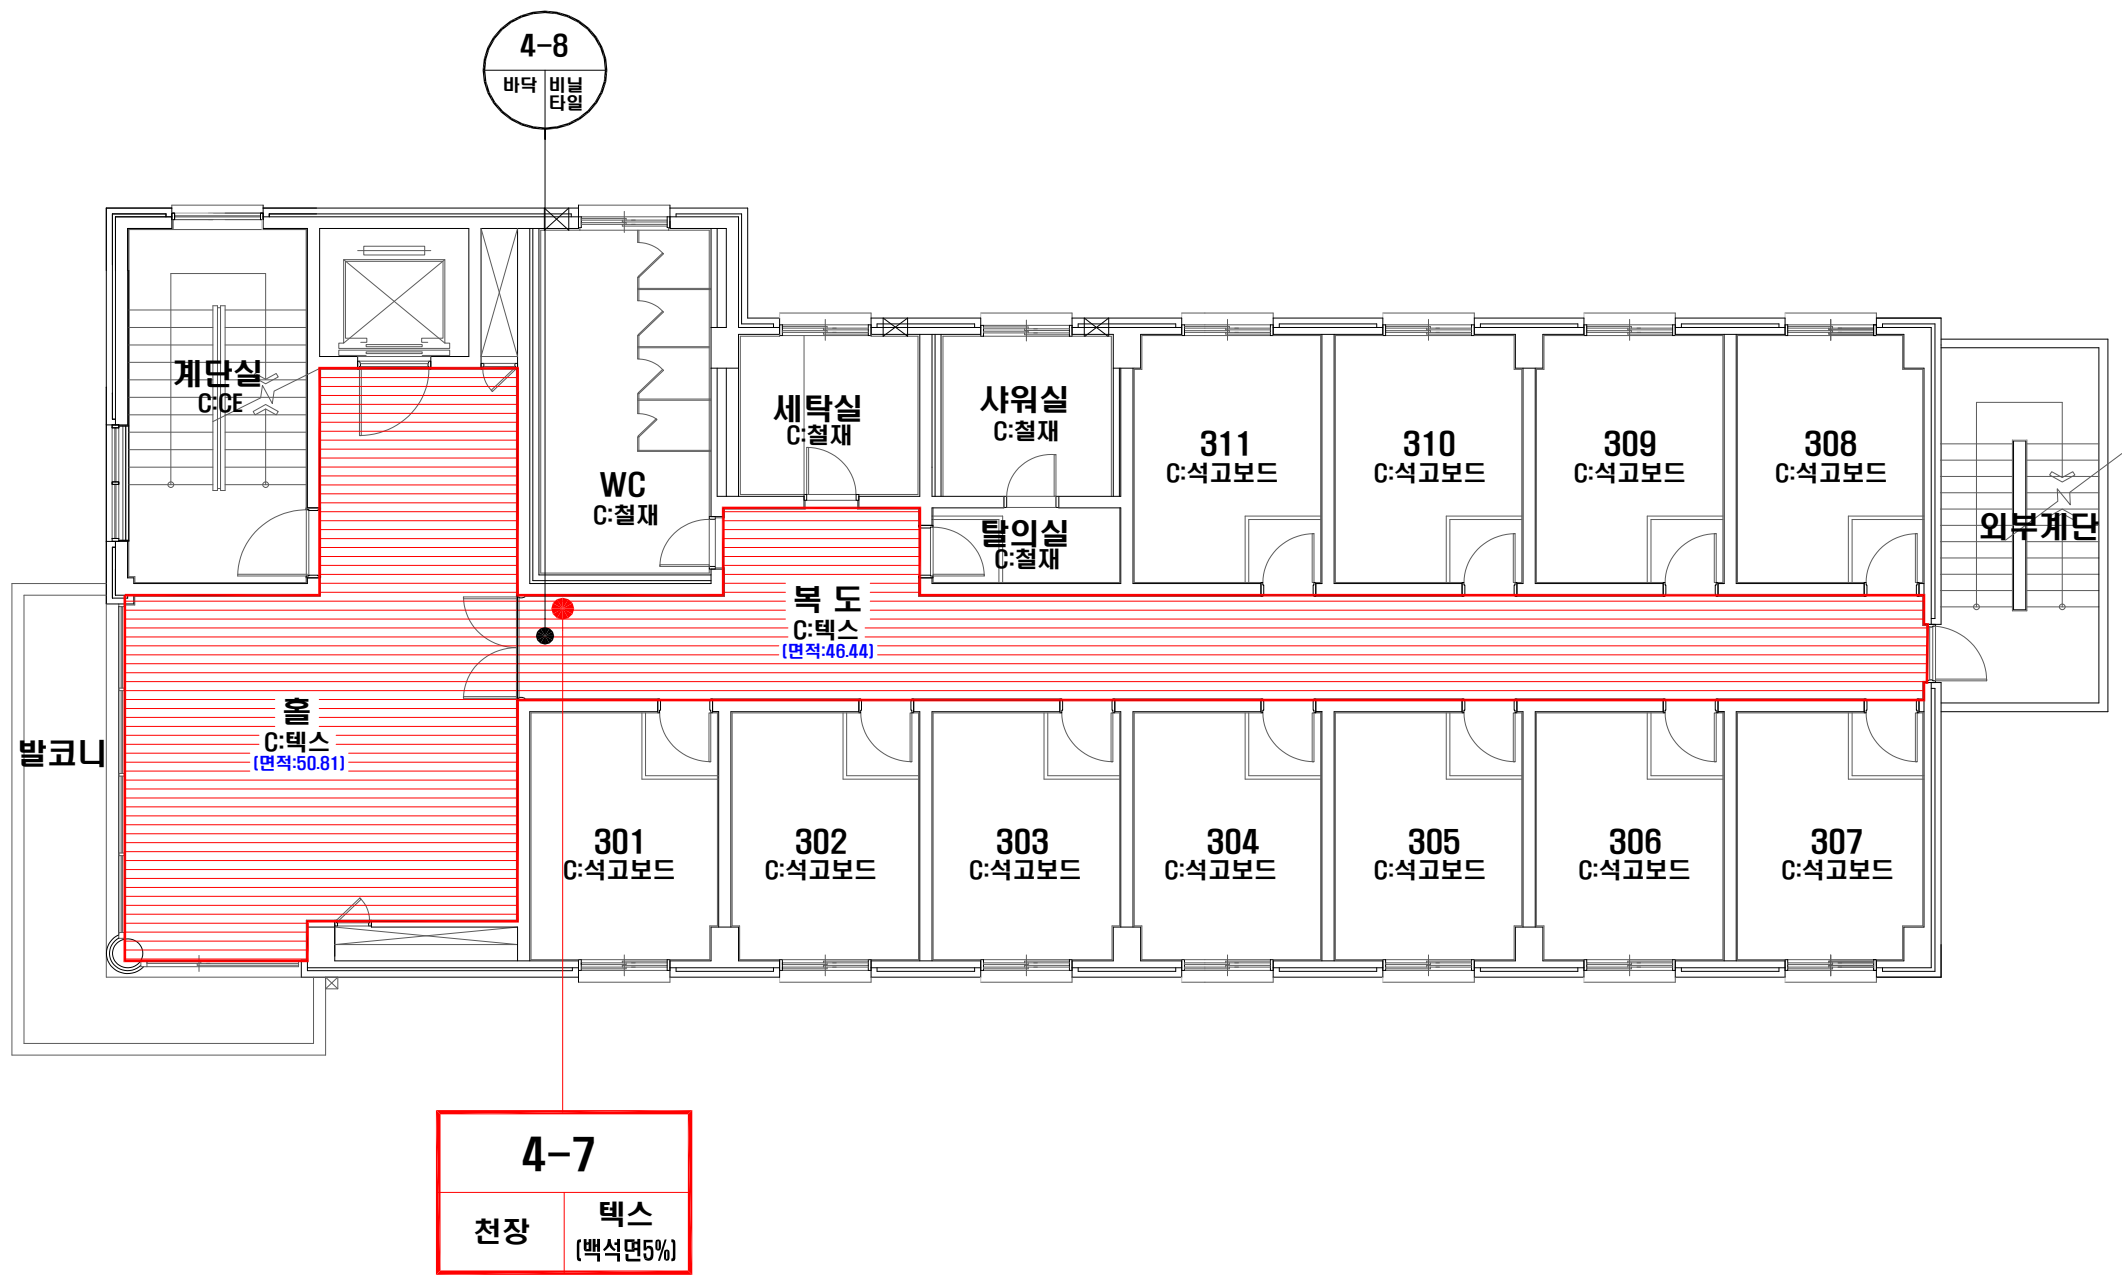 4-8
바닥 비닐
타일
계단실
C:CE
WC
C:철재
세탁실
C:철재
샤워실
C:철재
탈의실
C:철재
311
C:석고보드
310
C:석고보드
309
C:석고보드
308
C:석고보드
외부계단
복 도
C:텍스
(면적:46.44)
홀
C:텍스
(면적:50.81)
발코니
301
C:석고보드
302
C:석고보드
303
C:석고보드
304
C:석고보드
305
C:석고보드
306
C:석고보드
307
C:석고보드
4-7
천장
텍스
(백석면5%)